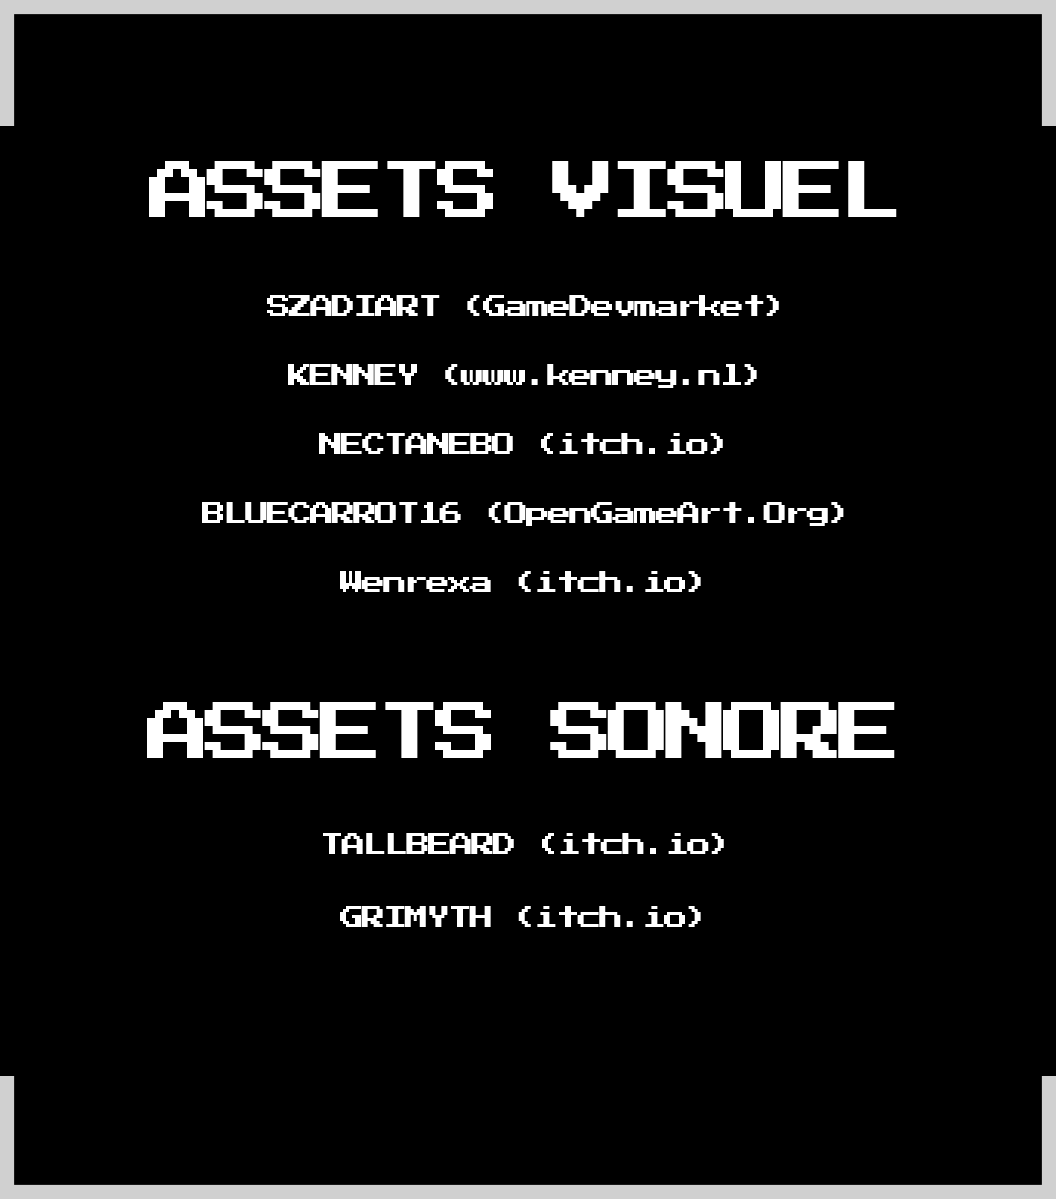 ASSETS VISUEL
SZADIART (GameDevmarket)
KENNEY (www.kenney.nl)
NECTANEBO (itch.io)
BLUECARROT16 (OpenGameArt.Org)
Wenrexa (itch.io)
ASSETS SONORE
TALLBEARD (itch.io)
GRIMYTH (itch.io)